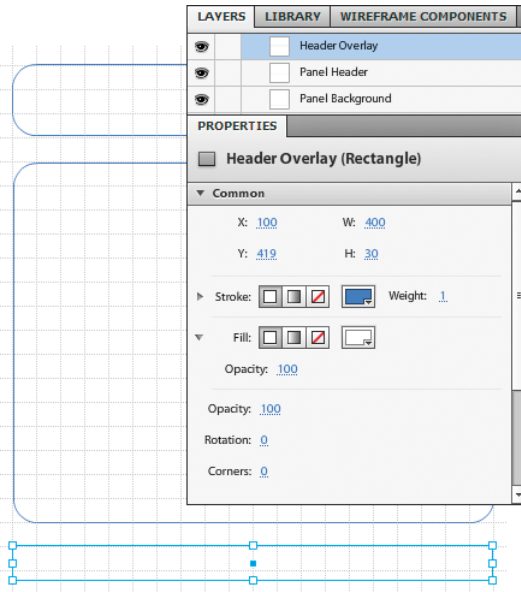 LAYERS LIBRARY WIREFRAME COMPONENTS
Header Overlay
Panel Header
Panel Background
PROPERTIES
Header Overlay (Rectangle)
Common
X: 100 W: 400
Y: 419 H: 30
Stroke: Weight: 1
Fill:
Opacity: 100
Opacity: 100
Rotation: 0
Corners: 0